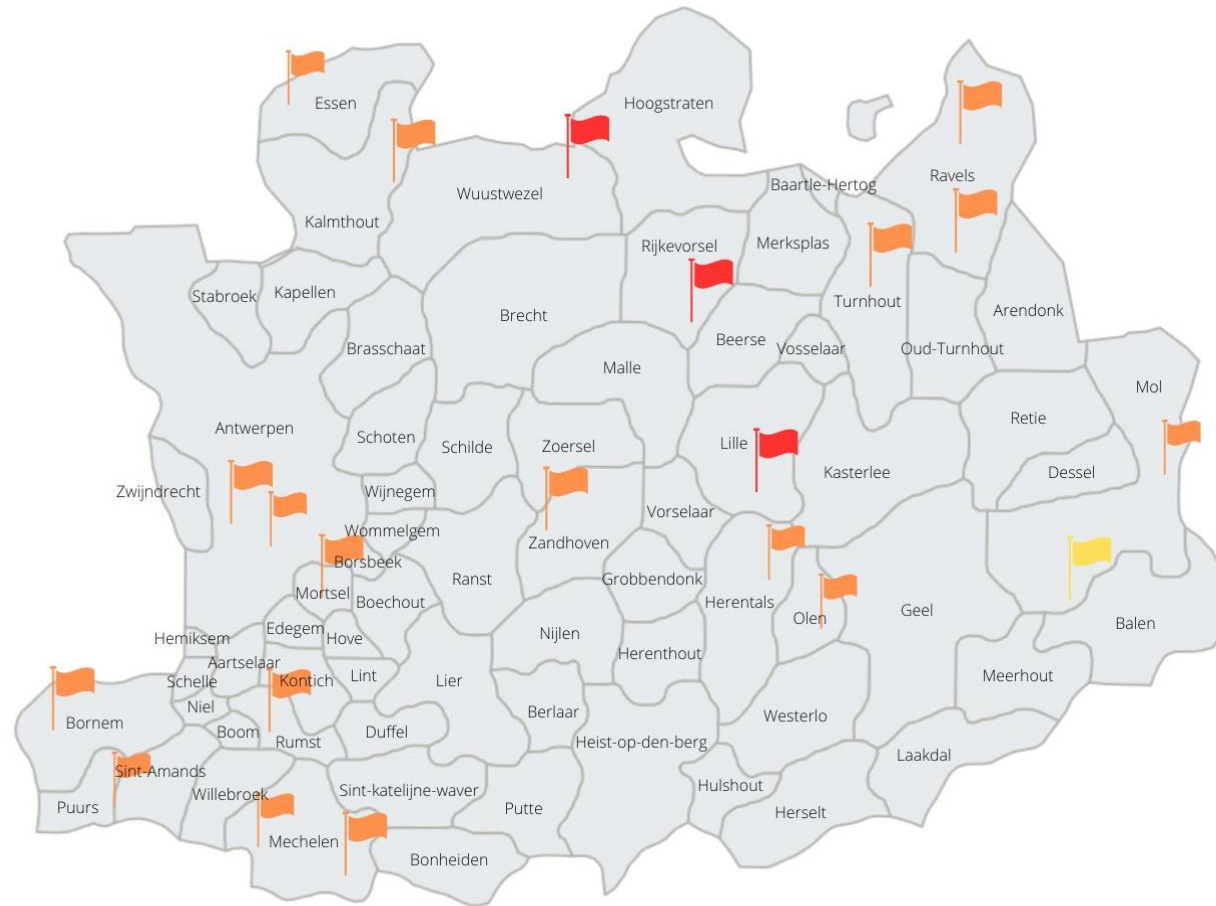 Essen
Hoogstraten
Baartle-Hertog
Ravels
Wuustwezel
Kalmthout
Rijkevorsel
Merksplas
Stabroek
Kapellen
Turnhout
Arendonk
Brecht
Brasschaat
Beerse
Vosselaar
Oud-Turnhout
Malle
Mol
Antwerpen
Schoten
Schilde
Zoersel
Lille
Retie
Kasterlee
Dessel
Zwijndrecht
Wijnegem
Vorselaar
Wommelgem
Zandhoven
Borsbeek
Ranst
Grobbendonk
Mortsel
Boechout
Herentals
Geel
Olen
Balen
Edegem
Hemiksem
Hove
Nijlen
Herenthout
Aartselaar
Schelle
Kontich
Lint
Lier
Meerhout
Niel
Bornem
Berlaar
Westerlo
Boom
Rumst
Duffel
Heist-op-den-berg
Laakdal
Sint-Amands
Willebroek
Sint-katelijne-waver
Hulshout
Puurs
Putte
Herselt
Mechelen
Bonheiden